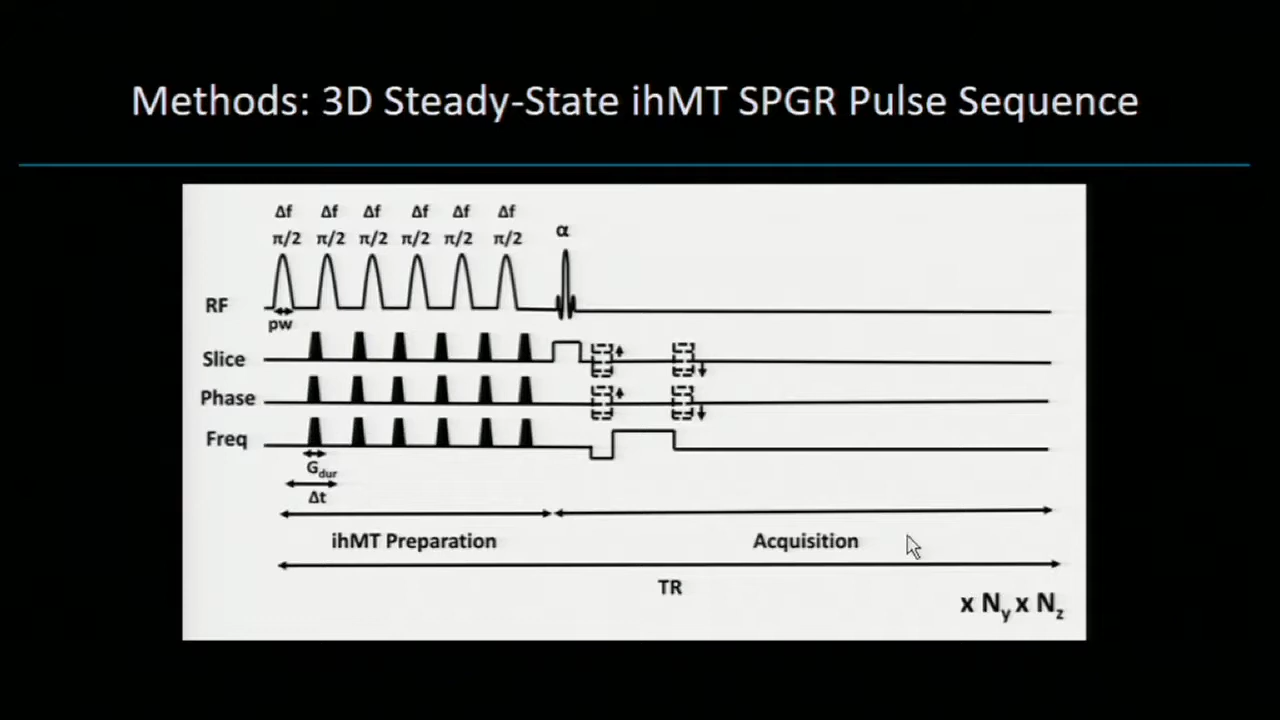 Methods: 3D Steady-State ihMT SPGR Pulse Sequence
Δf Δf Δf Δf Δf Δf
π/2 π/2 π/2 π/2 π/2 π/2 α
RF
pw
Slice
Phase
Freq
Gdur
Δt
ihMT Preparation Acquisition
TR
x Ny x Nz